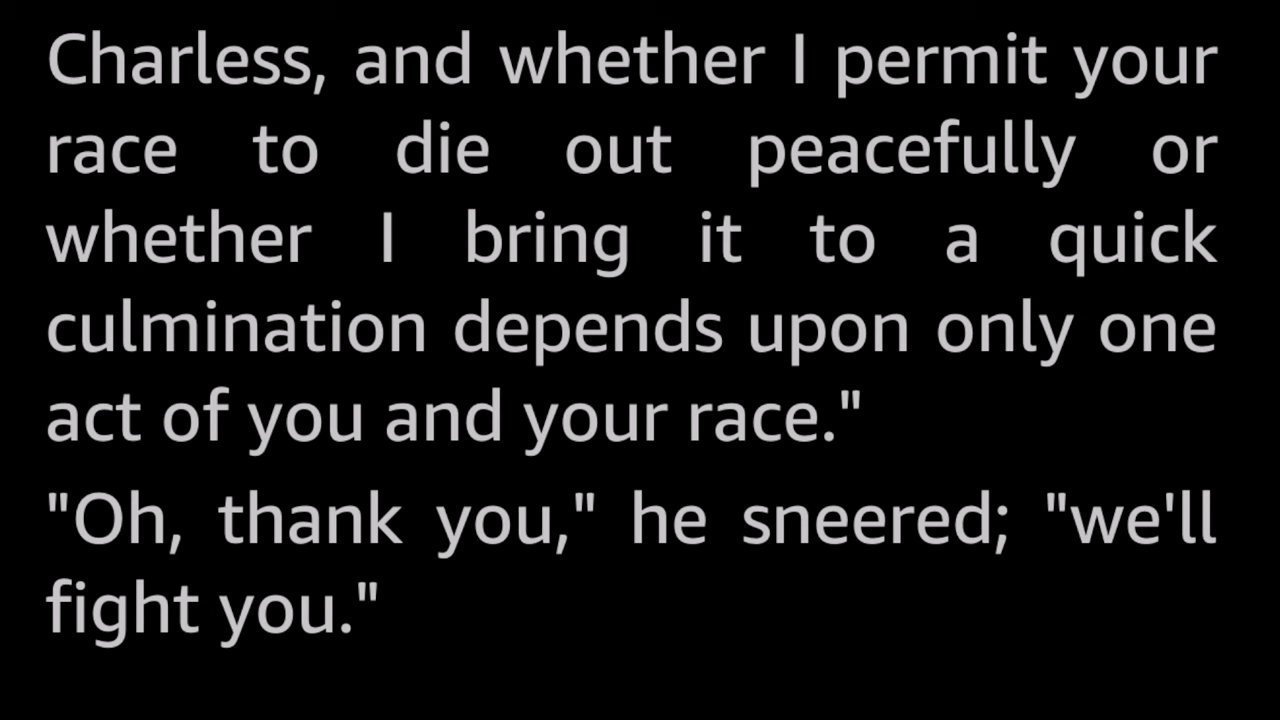 Charless, and whether I permit your
race to die out peacefully or
whether I bring it to a quick
culmination depends upon only one
act of you and your race."
"Oh, thank you," he sneered; "we'll
fight you."